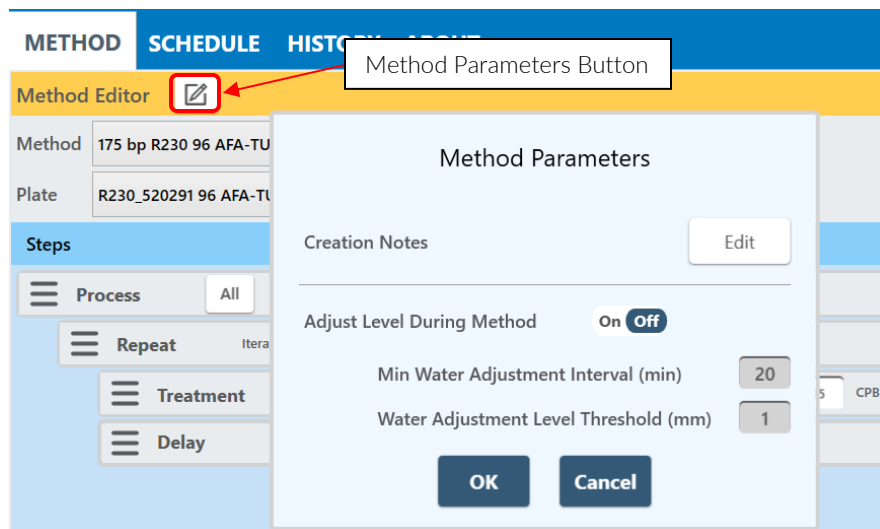 METHOD SCHEDULE HISTORY ABOUT
Method Parameters Button
Method Editor
Method 175 bp R230 96 AFA-TU
Plate R230_520291 96 AFA-TU
Steps
Process All
Repeat Itera
Treatment 5 CPB
Delay
Method Parameters
Creation Notes Edit
Adjust Level During Method On Off
Min Water Adjustment Interval (min) 20
Water Adjustment Level Threshold (mm) 1
OK Cancel